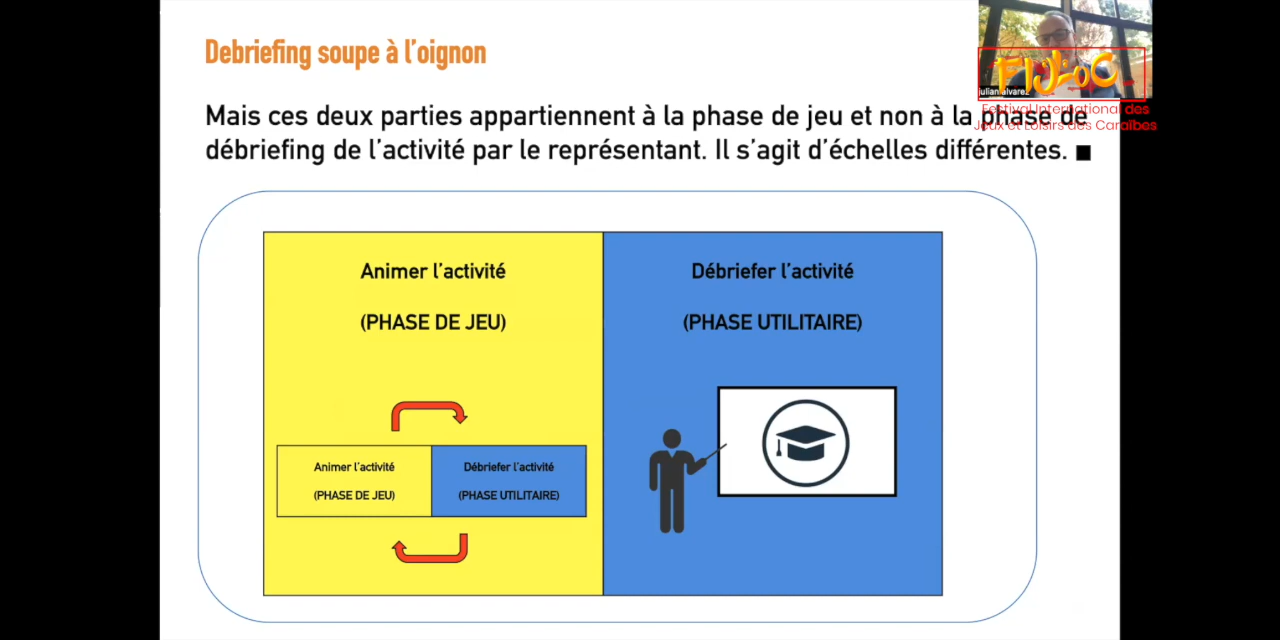 Debriefing soupe à l'oignon
Mais ces deux parties appartiennent à la phase de jeu et non à la phase de
débriefing de l'activité par le représentant. Il s'agit d'échelles différentes.
FIJLOC
Julian Alvarez
Festival International des
Jeux et Loisirs des Caraïbes
Animer l'activité
(PHASE DE JEU)
Débriefer l'activité
(PHASE UTILITAIRE)
Animer l'activité
(PHASE DE JEU)
Débriefer l'activité
(PHASE UTILITAIRE)